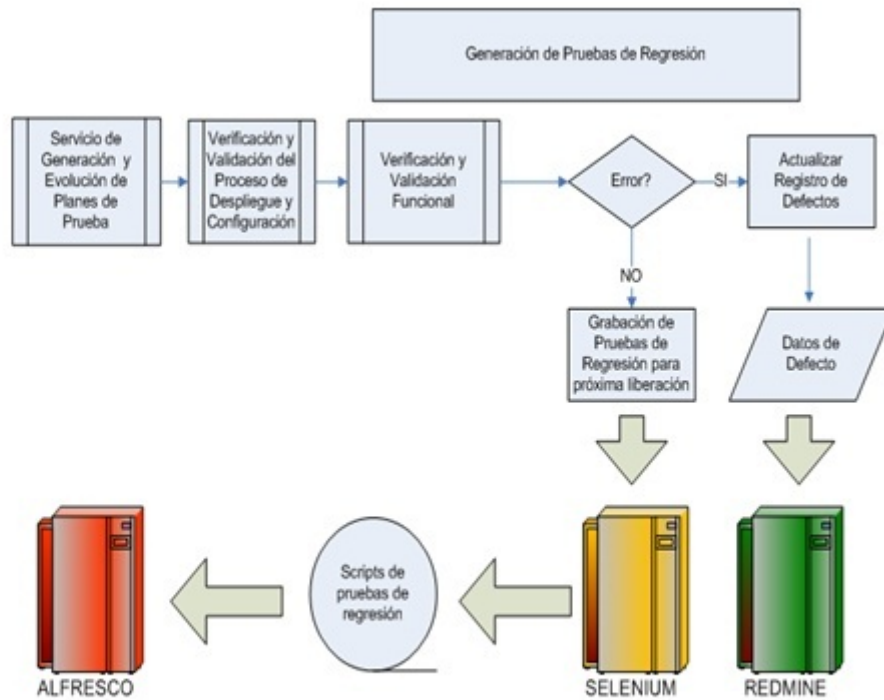 Generación de Pruebas de Regresión
Servicio de
Generación y
Evolución de
Planes de
Prueba
Verificación y
Validación del
Proceso de
Despliegue y
Configuración
Verificación y
Validación
Funcional
Error?
SI
Actualizar
Registro de
Defectos
NO
Grabación de
Pruebas de
Regresión para
próxima liberación
Datos de
Defecto
Scripts de
pruebas de
regresión
ALFRESCO
SELENIUM
REDMINE